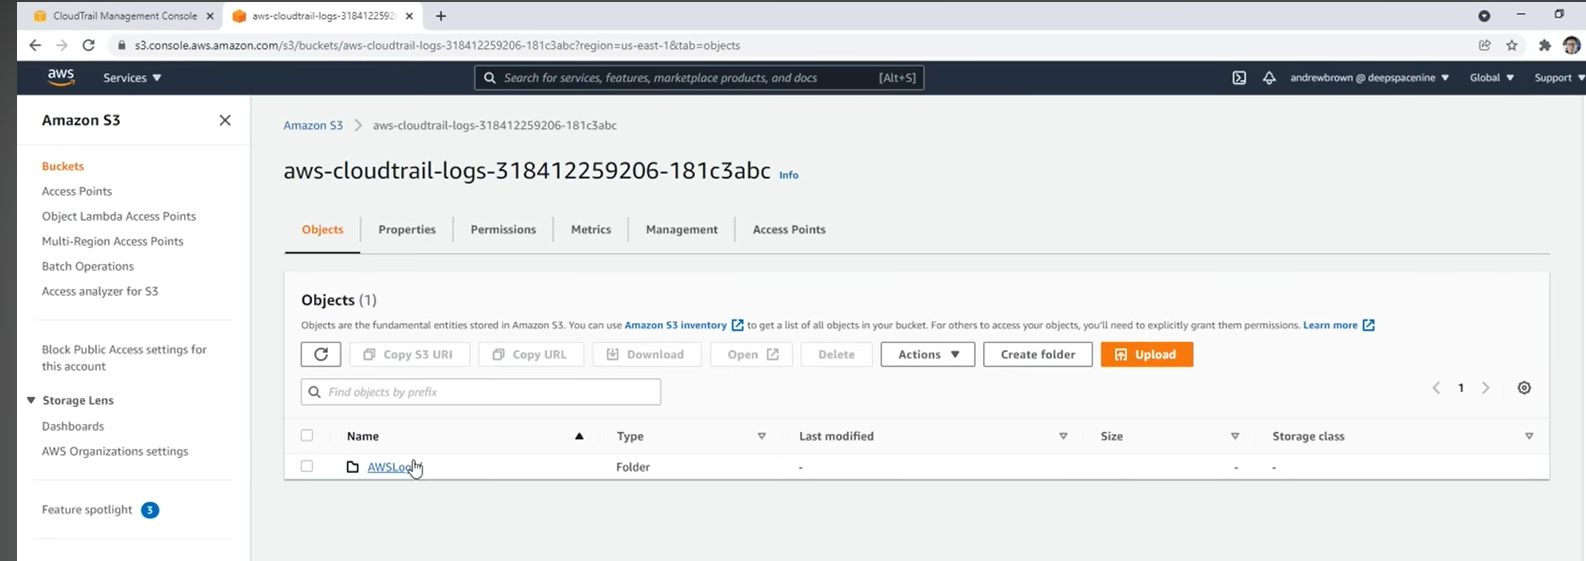 CloudTrail Management Console
aws-cloudtrail-logs-31841225920
s3.console.aws.amazon.com/s3/buckets/aws-cloudtrail-logs-318412259206-181c3abc?region=us-east-1&tab=objects
aws Services Search for services, features, marketplace products, and docs [Alt+S] andrewbrown @ deepspacenine Global Support
Amazon S3
Buckets
Access Points
Object Lambda Access Points
Multi-Region Access Points
Batch Operations
Access analyzer for S3
Block Public Access settings for
this account
Storage Lens
Dashboards
AWS Organizations settings
Feature spotlight 3
Amazon S3 aws-cloudtrail-logs-318412259206-181c3abc
aws-cloudtrail-logs-318412259206-181c3abc Info
Objects Properties Permissions Metrics Management Access Points
Objects (1)
Objects are the fundamental entities stored in Amazon S3. You can use Amazon S3 inventory to get a list of all objects in your bucket. For others to access your objects, you'll need to explicitly grant them permissions. Learn more
Copy S3 URI Copy URL Download Open Delete Actions Create folder Upload
Find objects by prefix 1
Name Type Last modified Size Storage class
AWSLog Folder - - -